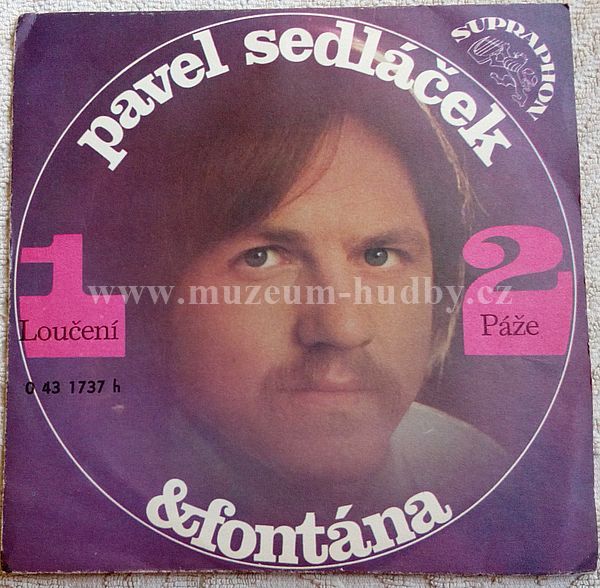 pavel sedláček
SUPRAPHON
1
Loučení
2
Páže
www.muzeum-hudby.cz
0 43 1737 h
&fontána